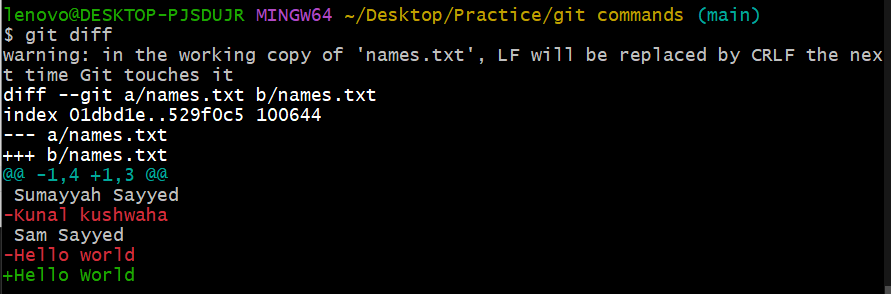 lenovo@DESKTOP-PJSDUJR MINGW64 ~/Desktop/Practice/git commands (main)
$ git diff
warning: in the working copy of 'names.txt', LF will be replaced by CRLF the nex
t time Git touches it
diff --git a/names.txt b/names.txt
index 01dbd1e..529f0c5 100644
--- a/names.txt
+++ b/names.txt
@@ -1,4 +1,3 @@
 Sumayyah Sayyed
-Kunal kushwaha
 Sam Sayyed
-Hello world
+Hello World